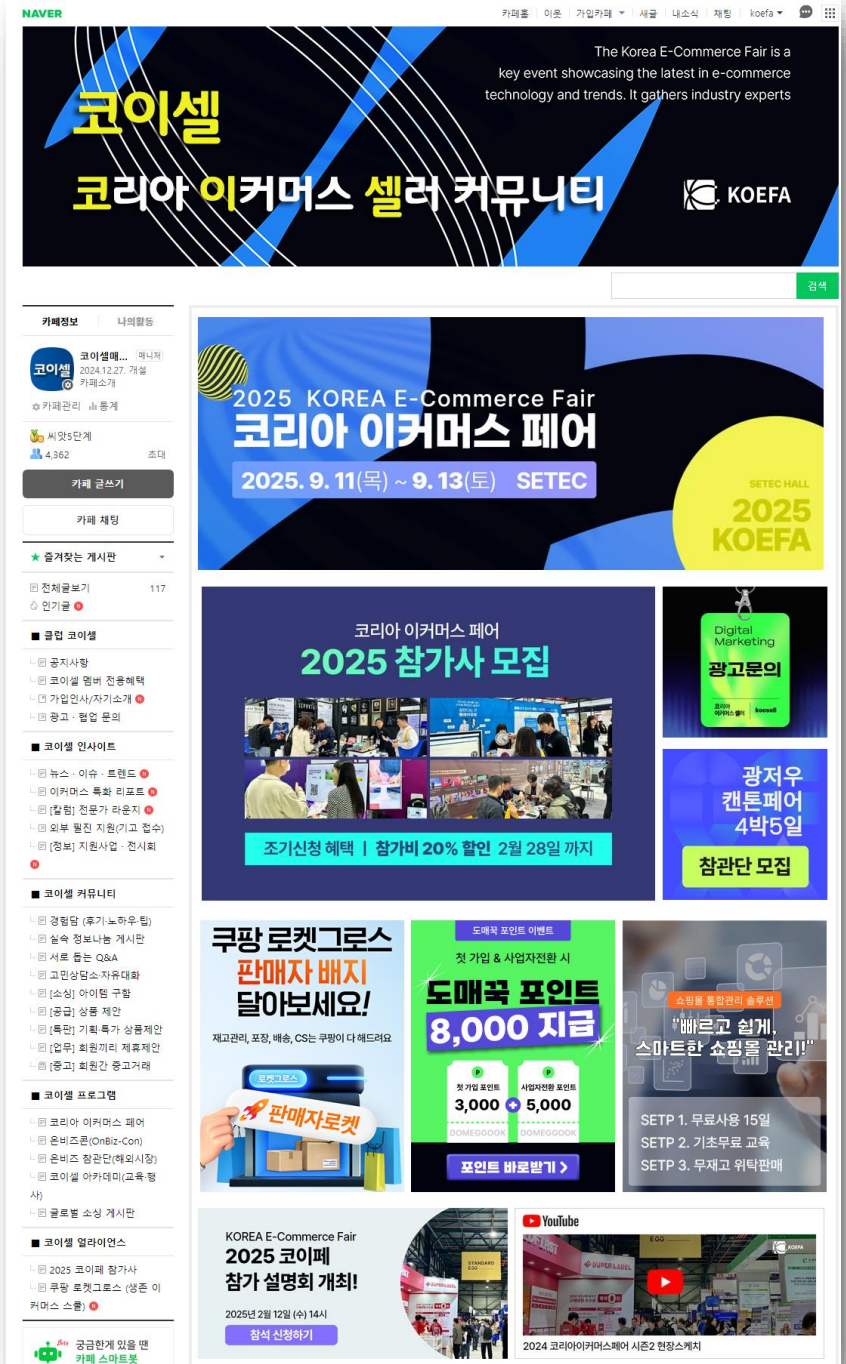 NAVER
카페홈 이웃 가입카페 새글 내소식 채팅 koefa
The Korea E-Commerce Fair is a
key event showcasing the latest in e-commerce
technology and trends. It gathers industry experts
코이셀
코리아 이커머스 셀러 커뮤니티
KOEFA
검색
카페정보 나의활동
코이셀
코이셀매... 매니저
2024.12.27. 개설
카페소개
카페관리 통계
씨앗5단계
4,362 초대
카페 글쓰기
카페 채팅
즐겨찾는 게시판
전체글보기 117
인기글 N
■ 클럽 코이셀
공지사항
코이셀 멤버 전용혜택
가입인사/자기소개 N
광고 · 협업 문의
■ 코이셀 인사이트
뉴스 · 이슈 · 트렌드 N
이커머스 특화 리포트 N
[칼럼] 전문가 라운지 N
외부 필진 지원(기고 접수)
[정보] 지원사업 · 전시회
N
■ 코이셀 커뮤니티
경험담 (후기·노하우·팁)
실속 정보나눔 게시판
서로 돕는 Q&A
고민상담소·자유대화
[소싱] 아이템 구함
[공급] 상품 제안
[특판] 기획·특가 상품제안
[업무] 회원끼리 제휴제안
[중고] 회원간 중고거래
■ 코이셀 프로그램
코리아 이커머스 페어
온비즈콘(OnBiz-Con)
온비즈 참관단(해외시장)
코이셀 아카데미(교육·행
사)
글로벌 소싱 게시판
■ 코이셀 얼라이언스
2025 코이페 참가사
쿠팡 로켓그로스 (생존 이
커머스 스쿨) N
Beta
궁금한게 있을 땐
카페 스마트봇
2025 KOREA E-Commerce Fair
코리아 이커머스 페어
2025. 9. 11(목) ~ 9. 13(토) SETEC
SETEC HALL
2025
KOEFA
코리아 이커머스 페어
2025 참가사 모집
조기신청 혜택 | 참가비 20% 할인 2월 28일 까지
Digital
Marketing
광고문의
코리아
이커머스 셀러 koesell
광저우
캔톤페어
4박5일
참관단 모집
쿠팡 로켓그로스
판매자 배지
달아보세요!
재고관리, 포장, 배송, CS는 쿠팡이 다 해드려요
로켓그로스
판매자로켓
도매꾹 포인트 이벤트
첫 가입 & 사업자전환 시
도매꾹 포인트
8,000 지급
P P
첫 가입 포인트 사업자전환 포인트
3,000 + 5,000
DOMEGGOOK DOMEGGOOK
포인트 바로받기 >
쇼핑몰 통합관리 솔루션
"빠르고 쉽게,
스마트한 쇼핑몰 관리!"
SETP 1. 무료사용 15일
SETP 2. 기초무료 교육
SETP 3. 무재고 위탁판매
KOREA E-Commerce Fair
2025 코이페
참가 설명회 개최!
2025년 2월 12일 (수) 14시
참석 신청하기
STANDARD
EGG
YouTube
EGG
SUPERLABEL
KOEFA
2024 코리아이커머스페어 시즌2 현장스케치